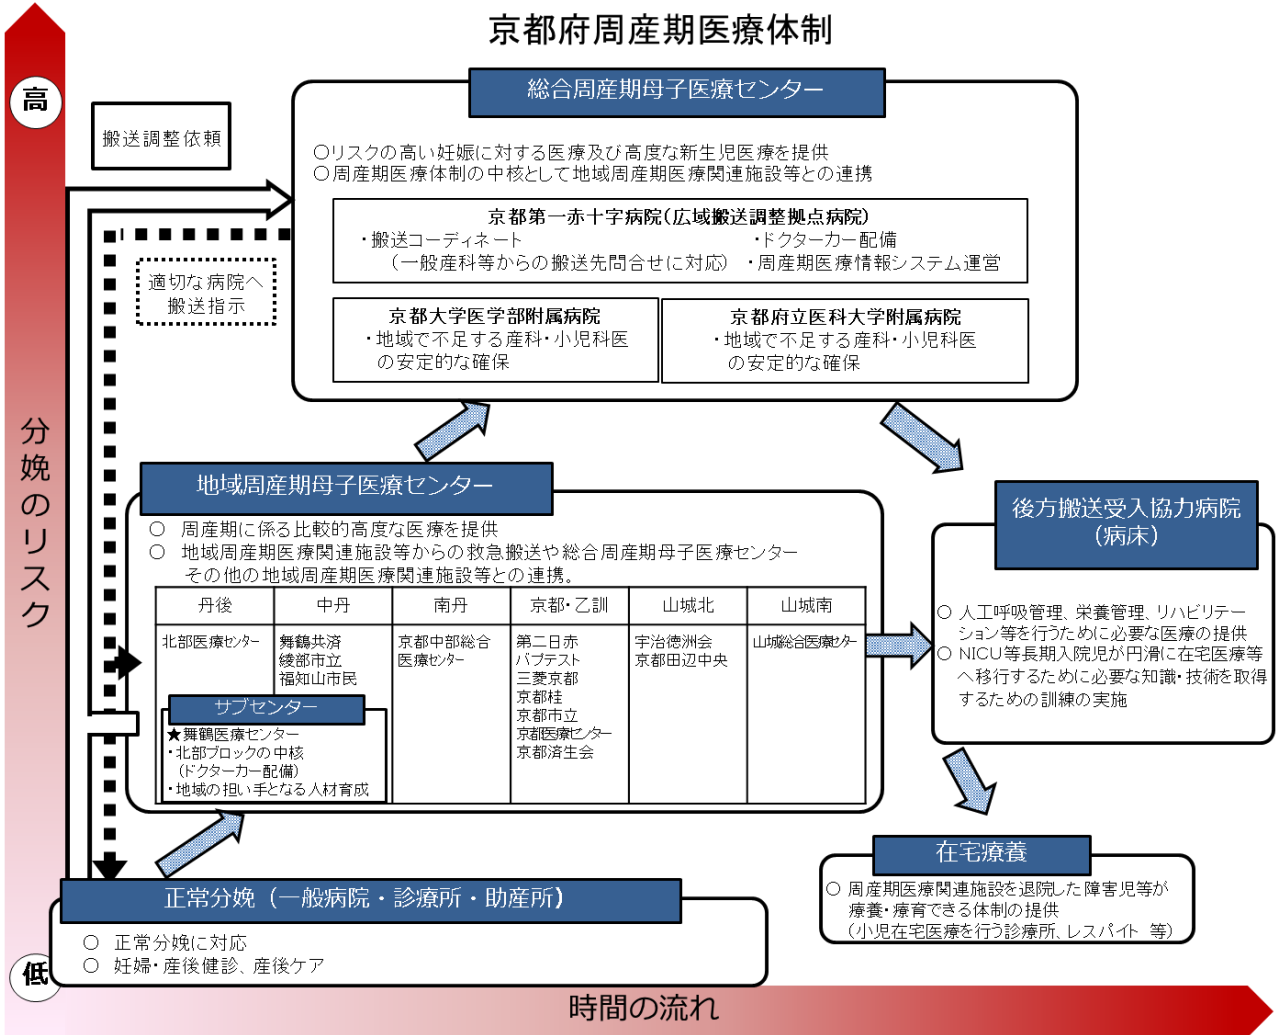 京都府周産期医療体制
高
搬送調整依頼
総合周産期母子医療センター
○リスクの高い妊娠に対する医療及び高度な新生児医療を提供
○周産期医療体制の中核として地域周産期医療関連施設等との連携
京都第一赤十字病院(広域搬送調整拠点病院)
・搬送コーディネート
・ドクターカー配備
(一般産科等からの搬送先問合せに対応)
・周産期医療情報システム運営
適切な病院へ
搬送指示
京都大学医学部附属病院
・地域で不足する産科・小児科医
の安定的な確保
京都府立医科大学附属病院
・地域で不足する産科・小児科医
の安定的な確保
分娩のリスク
地域周産期母子医療センター
○ 周産期に係る比較的高度な医療を提供
○ 地域周産期医療関連施設等からの救急搬送や総合周産期母子医療センター
その他の地域周産期医療関連施設等との連携。
丹後 中丹 南丹 京都・乙訓 山城北 山城南
北部医療センター
舞鶴共済
綾部市立
福知山市民
京都中部総合
医療センター
第二日赤
バプテスト
三菱京都
京都桂
京都市立
京都医療センター
京都済生会
宇治徳洲会
京都田辺中央
山城総合医療センター
サブセンター
★舞鶴医療センター
・北部ブロックの中核
(ドクターカー配備)
・地域の担い手となる人材育成
後方搬送受入協力病院
(病床)
○ 人工呼吸管理、栄養管理、リハビリテー
ション等を行うために必要な医療の提供
○ NICU等長期入院児が円滑に在宅医療等
へ移行するために必要な知識・技術を取得
するための訓練の実施
在宅療養
○ 周産期医療関連施設を退院した障害児等が
療養・療育できる体制の提供
(小児在宅医療を行う診療所、レスパイト 等)
正常分娩(一般病院・診療所・助産所)
○ 正常分娩に対応
○ 妊婦・産後健診、産後ケア
低
時間の流れ